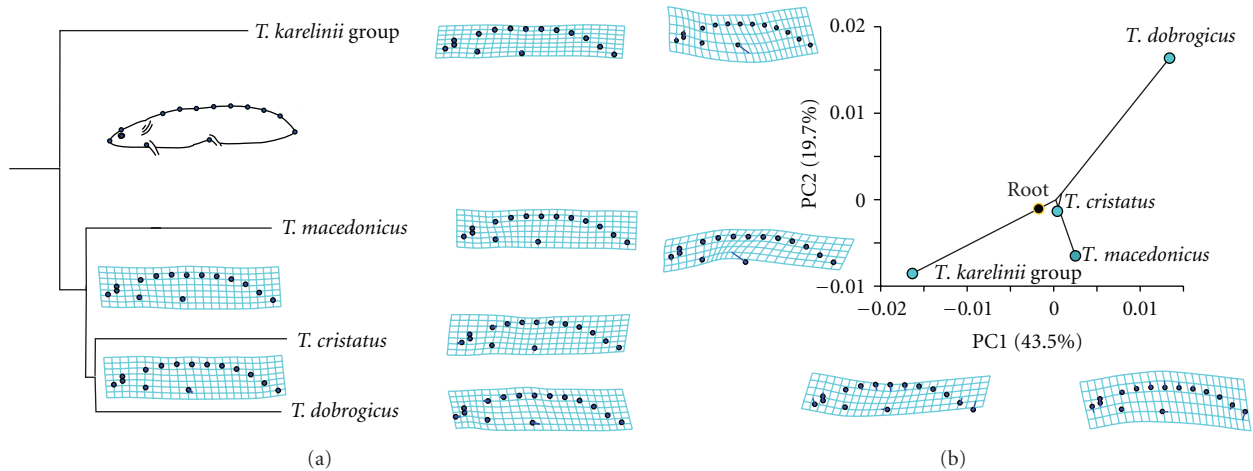 T. karelinii group
T. macedonicus
T. cristatus
T. dobrogicus
(a)
0.02
0.01
0
−0.01
PC2 (19.7%)
T. dobrogicus
Root
T. cristatus
T. macedonicus
T. karelinii group
−0.02
−0.01
0
0.01
PC1 (43.5%)
(b)